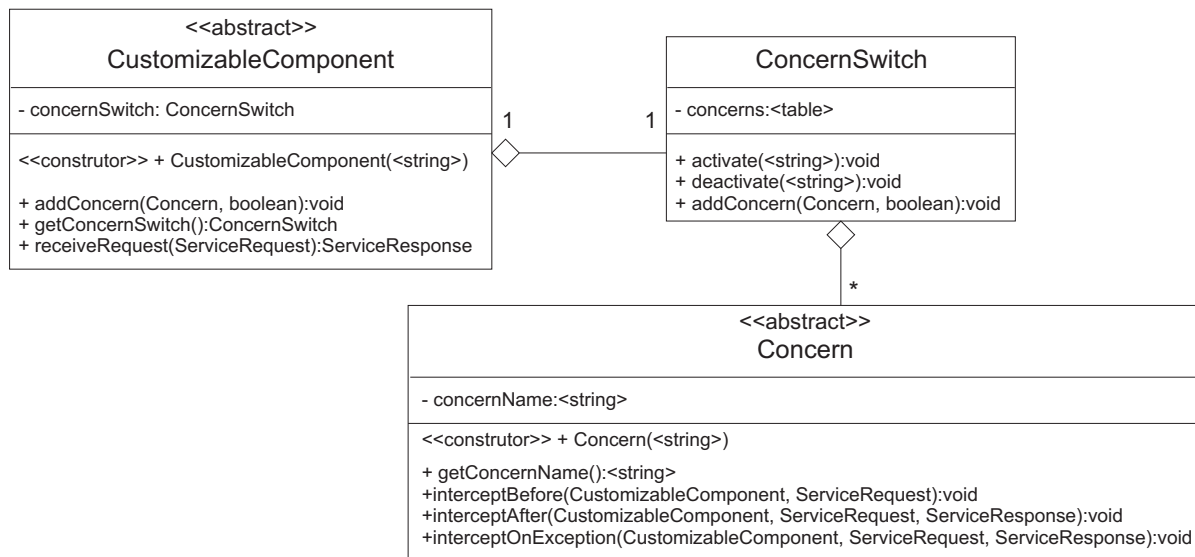 <<abstract>>
CustomizableComponent
- concernSwitch: ConcernSwitch
<<construtor>> + CustomizableComponent(<string>)
+ addConcern(Concern, boolean):void
+ getConcernSwitch():ConcernSwitch
+ receiveRequest(ServiceRequest):ServiceResponse
1
1
ConcernSwitch
- concerns:<table>
+ activate(<string>):void
+ deactivate(<string>):void
+ addConcern(Concern, boolean):void
*
<<abstract>>
Concern
- concernName:<string>
<<construtor>> + Concern(<string>)
+ getConcernName():<string>
+interceptBefore(CustomizableComponent, ServiceRequest):void
+interceptAfter(CustomizableComponent, ServiceRequest, ServiceResponse):void
+interceptOnException(CustomizableComponent, ServiceRequest, ServiceResponse):void